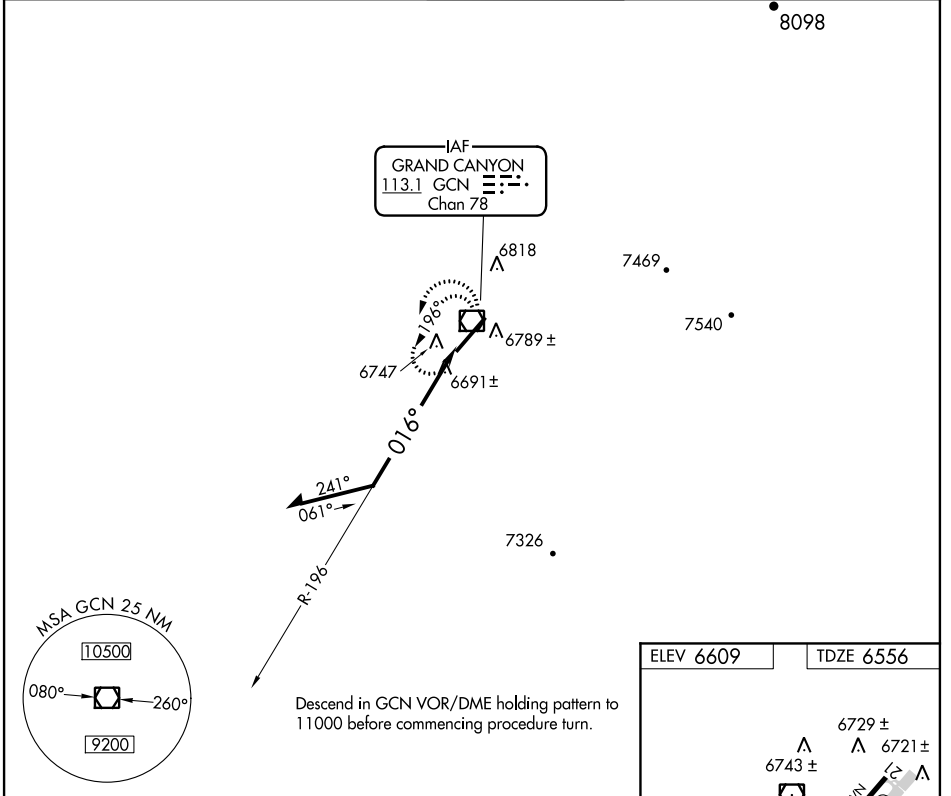 8098
IAF
GRAND CANYON
113.1 GCN
Chan 78
6818
7469
7540
196°
6789 ±
6747
6691±
016°
241°
061°
7326
R-196
MSA GCN 25 NM
10500
080°
260°
9200
Descend in GCN VOR/DME holding pattern to
11000 before commencing procedure turn.
ELEV 6609
TDZE 6556
6729 ±
6743 ±
6721±
21